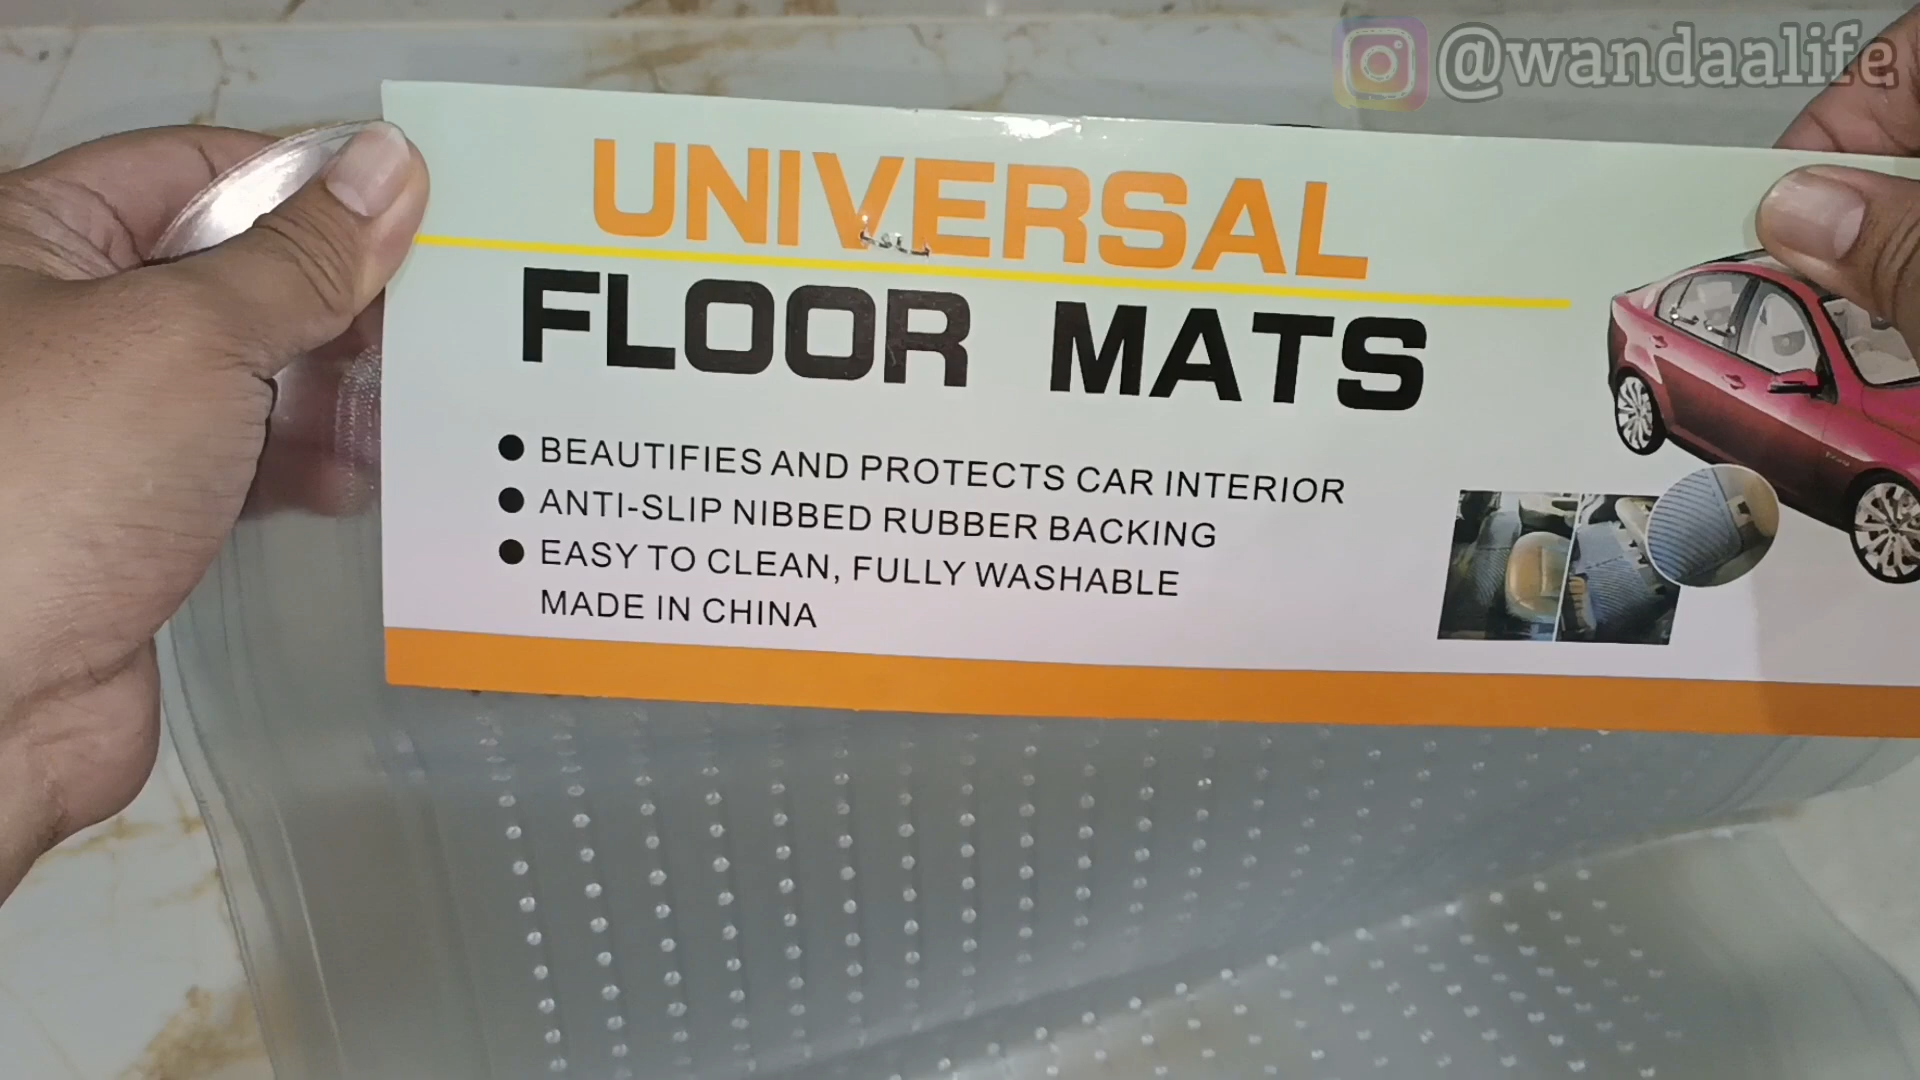 @wandaalife
UNIVERSAL
FLOOR MATS
● BEAUTIFIES AND PROTECTS CAR INTERIOR
● ANTI-SLIP NIBBED RUBBER BACKING
● EASY TO CLEAN, FULLY WASHABLE
MADE IN CHINA